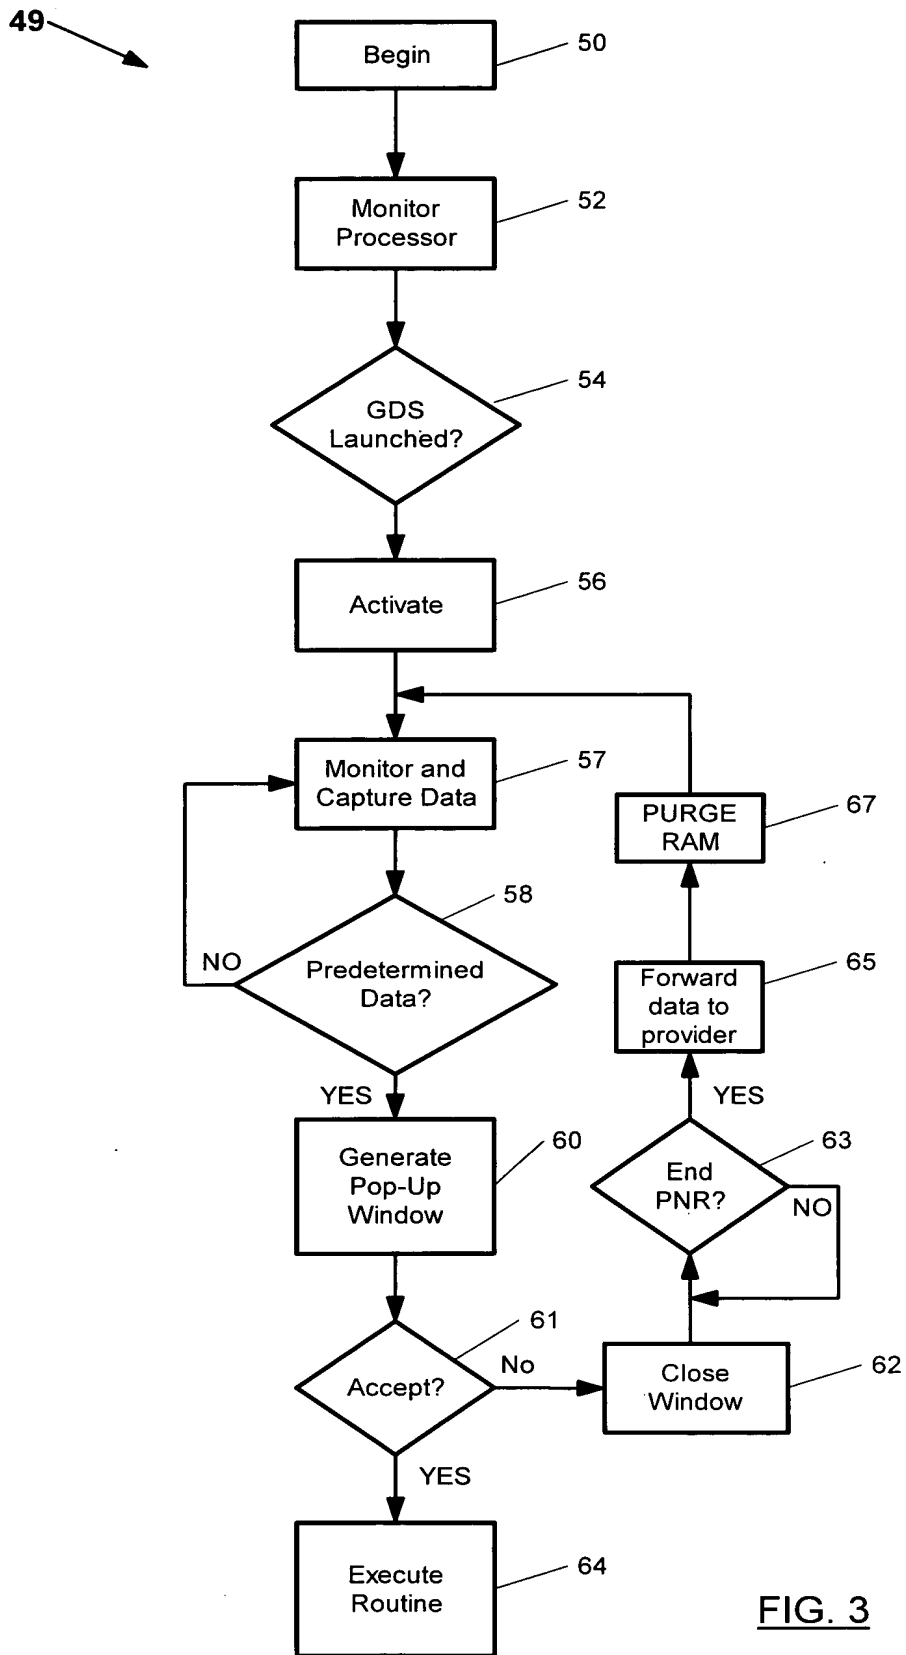 49
Begin
50
Monitor
Processor
52
GDS
Launched?
54
Activate
56
Monitor and
Capture Data
57
PURGE
RAM
67
Predetermined
Data?
58
NO
Forward
data to
provider
65
YES
YES
Generate
Pop-Up
Window
60
End
PNR?
63
NO
Accept?
61
No
Close
Window
62
YES
Execute
Routine
64
FIG. 3